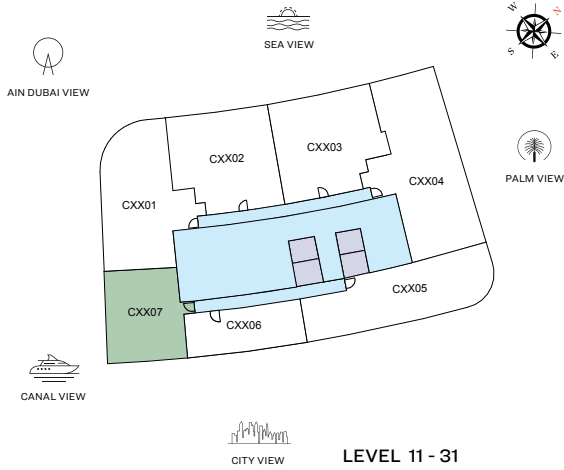 W
N
S
E
SEA VIEW
AIN DUBAI VIEW
PALM VIEW
CXX02
CXX03
CXX04
CXX01
CXX05
CXX07
CXX06
CANAL VIEW
CITY VIEW
LEVEL 11 - 31